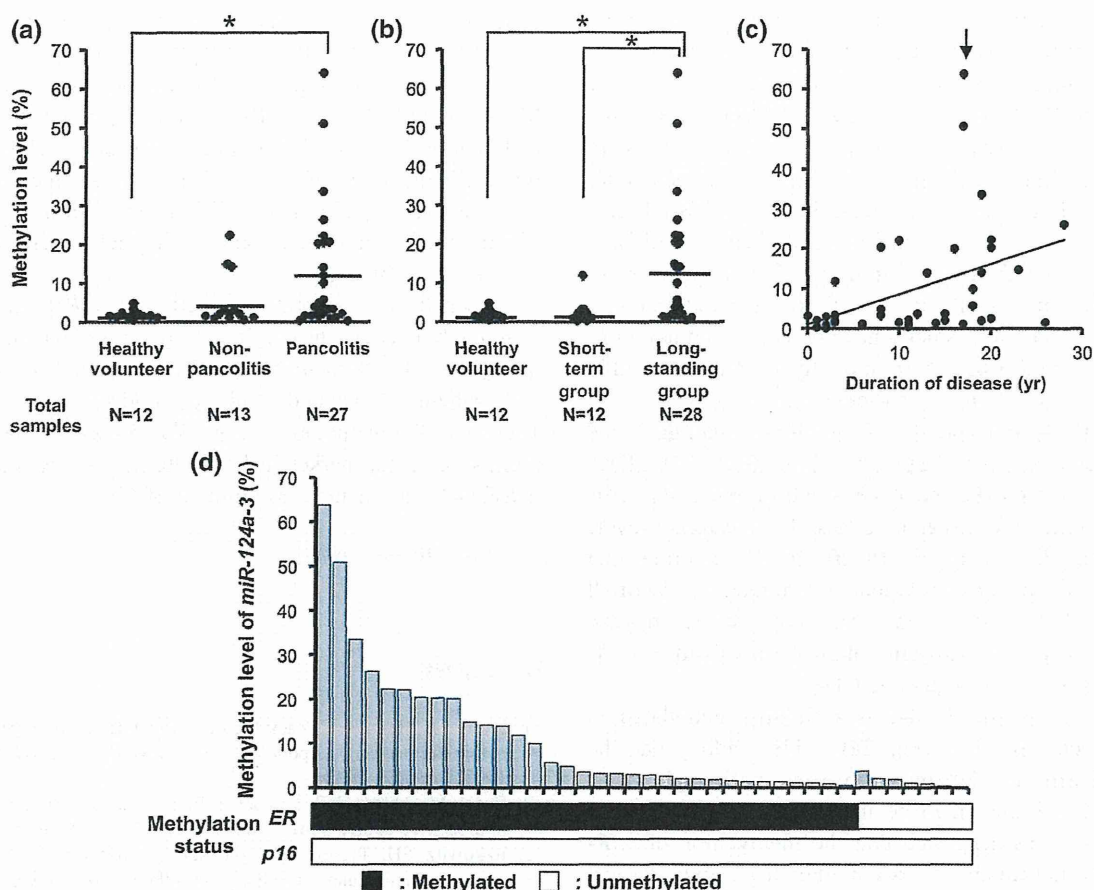 (a)
*
Methylation level (%)
70
60
50
40
30
20
10
0
Healthy volunteer
Non-pancolitis
Pancolitis
Total samples
N=12
N=13
N=27
(b)
*
*
70
60
50
40
30
20
10
0
Healthy volunteer
Short-term group
Long-standing group
N=12
N=12
N=28
(c)
70
60
50
40
30
20
10
0
0
10
20
30
Duration of disease (yr)
(d)
Methylation level of miR-124a-3 (%)
70
60
50
40
30
20
10
0
Methylation status
ER
p16
: Methylated
: Unmethylated